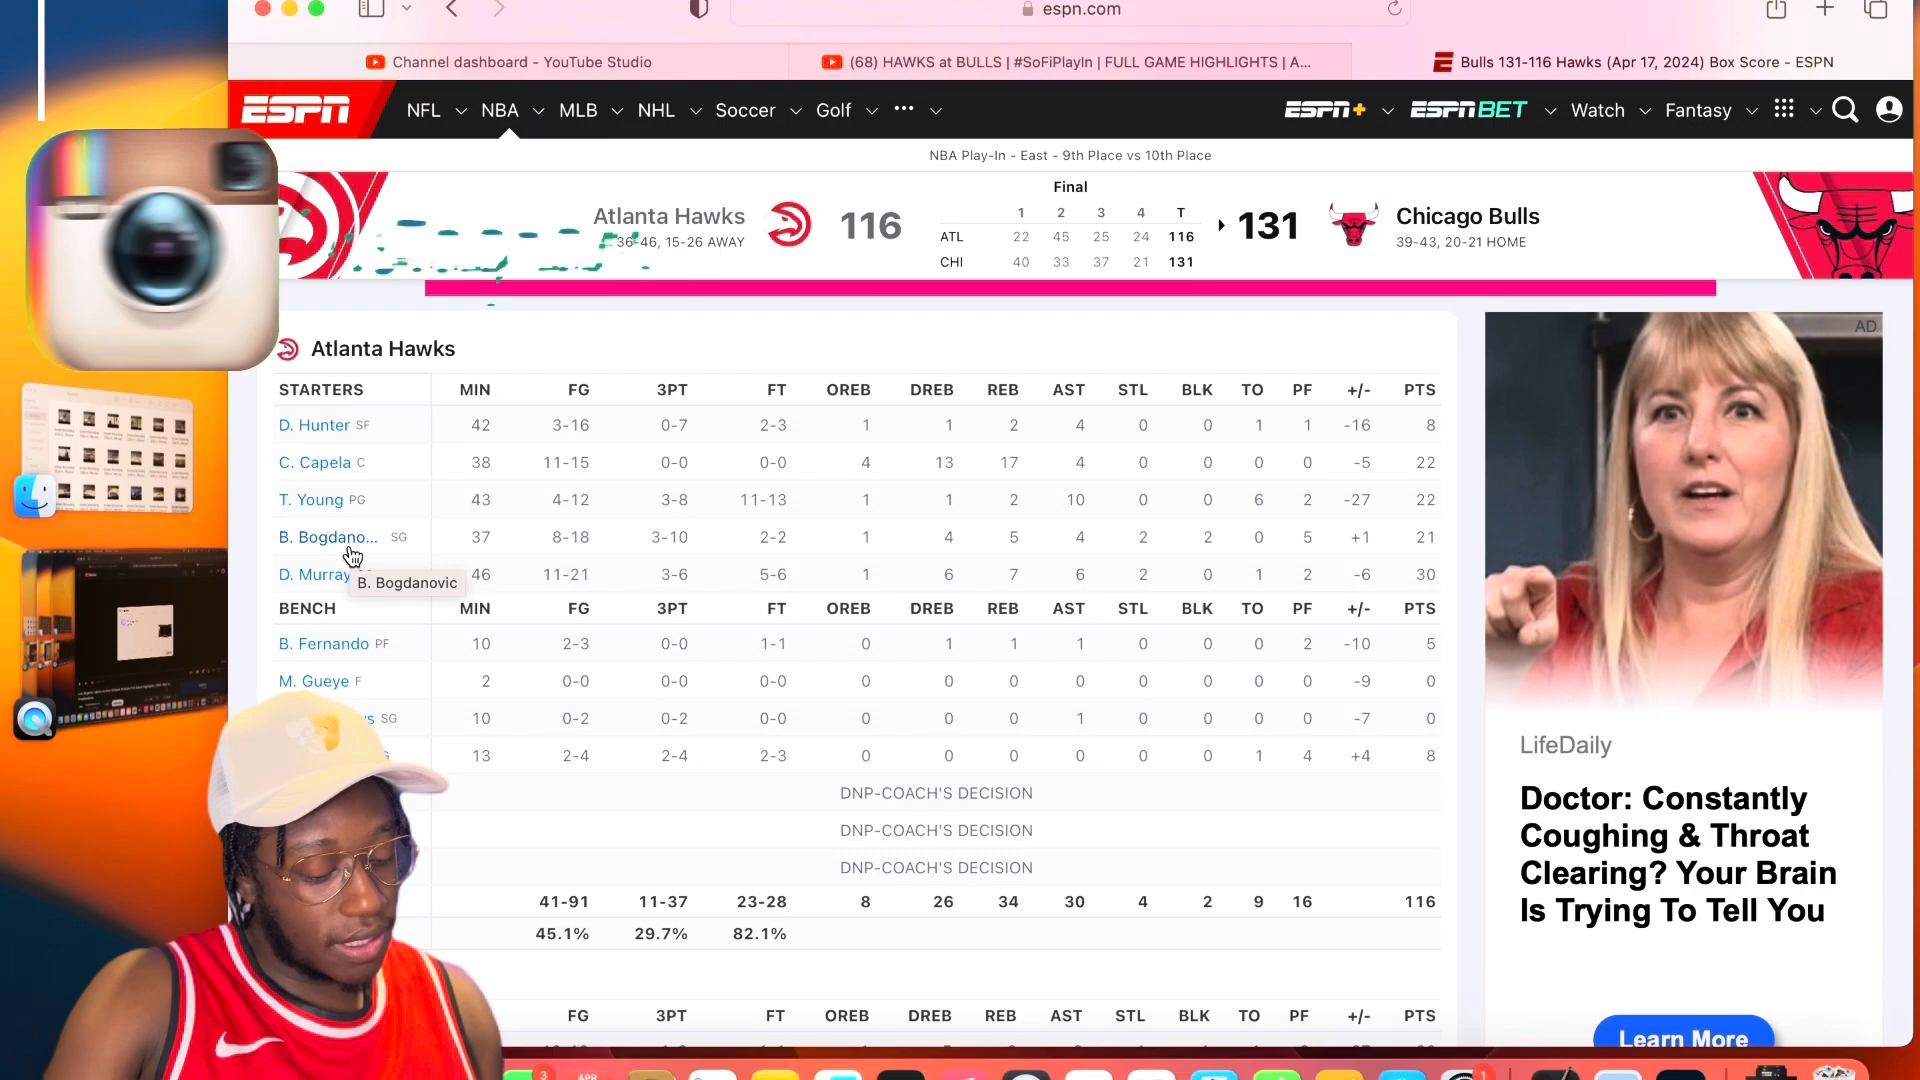 espn.com
Channel dashboard - YouTube Studio
(68) HAWKS at BULLS | #SoFiPlayIn | FULL GAME HIGHLIGHTS | A...
Bulls 131-116 Hawks (Apr 17, 2024) Box Score - ESPN
ESPN NFL NBA MLB NHL Soccer Golf ESPN+ ESPN BET Watch Fantasy
NBA Play-In - East - 9th Place vs 10th Place
Final
Atlanta Hawks 116
36-46, 15-26 AWAY
1 2 3 4 T
ATL 22 45 25 24 116
CHI 40 33 37 21 131
131 Chicago Bulls
39-43, 20-21 HOME
Atlanta Hawks
STARTERS MIN FG 3PT FT OREB DREB REB AST STL BLK TO PF +/- PTS
D. Hunter SF 42 3-16 0-7 2-3 1 1 2 4 0 0 1 1 -16 8
C. Capela C 38 11-15 0-0 0-0 4 13 17 4 0 0 0 0 -5 22
T. Young PG 43 4-12 3-8 11-13 1 1 2 10 0 0 6 2 -27 22
B. Bogdano... SG 37 8-18 3-10 2-2 1 4 5 4 2 2 0 5 +1 21
D. Murray 46 11-21 3-6 5-6 1 6 7 6 2 0 1 2 -6 30
B. Bogdanovic
BENCH MIN FG 3PT FT OREB DREB REB AST STL BLK TO PF +/- PTS
B. Fernando PF 10 2-3 0-0 1-1 0 1 1 1 0 0 0 2 -10 5
M. Gueye F 2 0-0 0-0 0-0 0 0 0 0 0 0 0 0 -9 0
SG 10 0-2 0-2 0-0 0 0 0 1 0 0 0 0 -7 0
13 2-4 2-4 2-3 0 0 0 0 0 0 1 4 +4 8
DNP-COACH'S DECISION
DNP-COACH'S DECISION
DNP-COACH'S DECISION
41-91 11-37 23-28 8 26 34 30 4 2 9 16 116
45.1% 29.7% 82.1%
FG 3PT FT OREB DREB REB AST STL BLK TO PF +/- PTS
AD
LifeDaily
Doctor: Constantly
Coughing & Throat
Clearing? Your Brain
Is Trying To Tell You
Learn More
3
APR
1